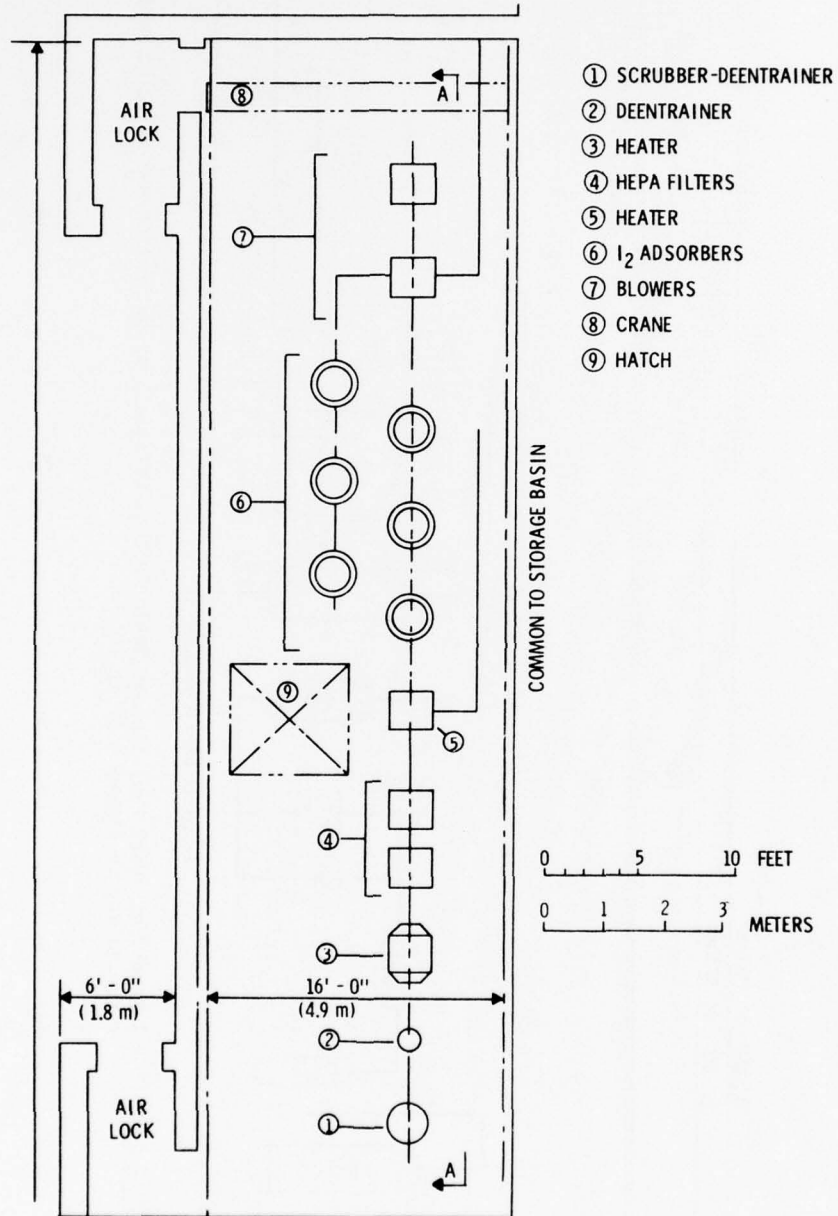 AIR
LOCK
⑧
A
⑦
⑥
⑨
⑤
④
③
6' - 0"
(1.8 m)
16' - 0"
(4.9 m)
②
AIR
LOCK
①
A
COMMON TO STORAGE BASIN
① SCRUBBER-DEENTRAINER
② DEENTRAINER
③ HEATER
④ HEPA FILTERS
⑤ HEATER
⑥ I₂ ADSORBERS
⑦ BLOWERS
⑧ CRANE
⑨ HATCH
0 5 10 FEET
0 1 2 3 METERS